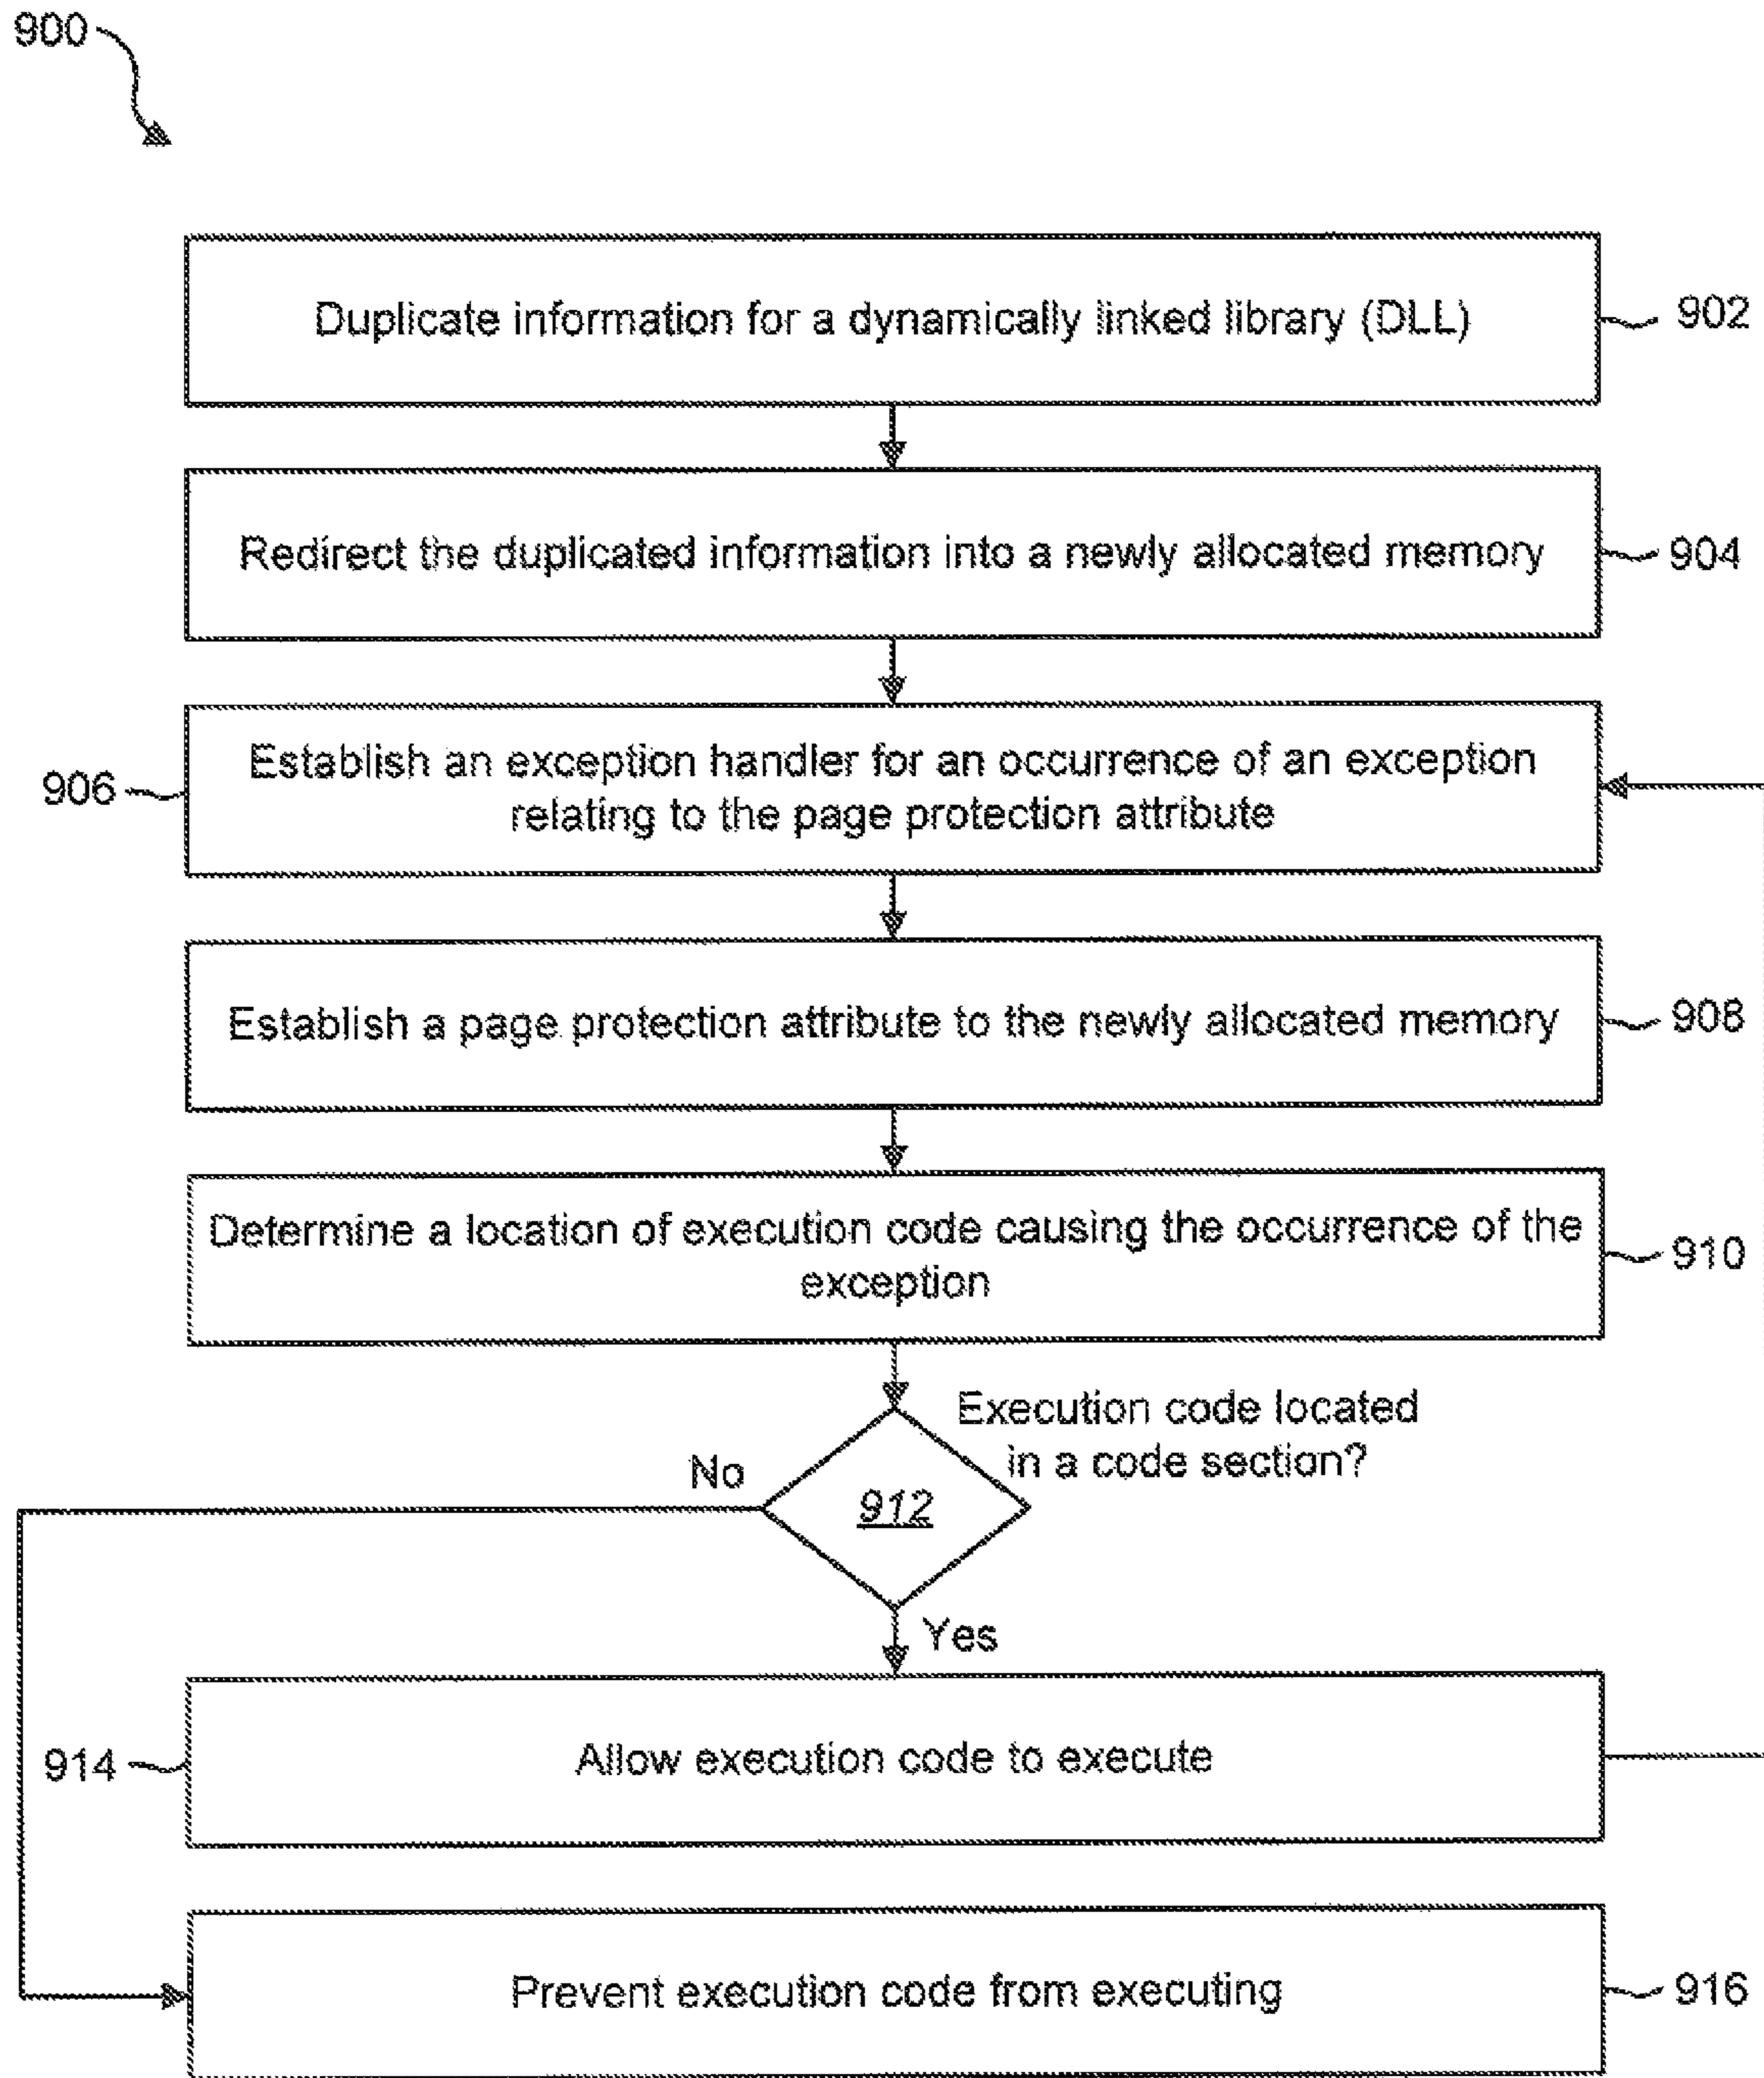 900
Duplicate information for a dynamically linked library (DLL)
902
Redirect the duplicated information into a newly allocated memory
904
906
Establish an exception handler for an occurrence of an exception
relating to the page protection attribute
Establish a page protection attribute to the newly allocated memory
908
Determine a location of execution code causing the occurrence of the
exception
910
Execution code located
in a code section?
No
912
Yes
914
Allow execution code to execute
Prevent execution code from executing
916